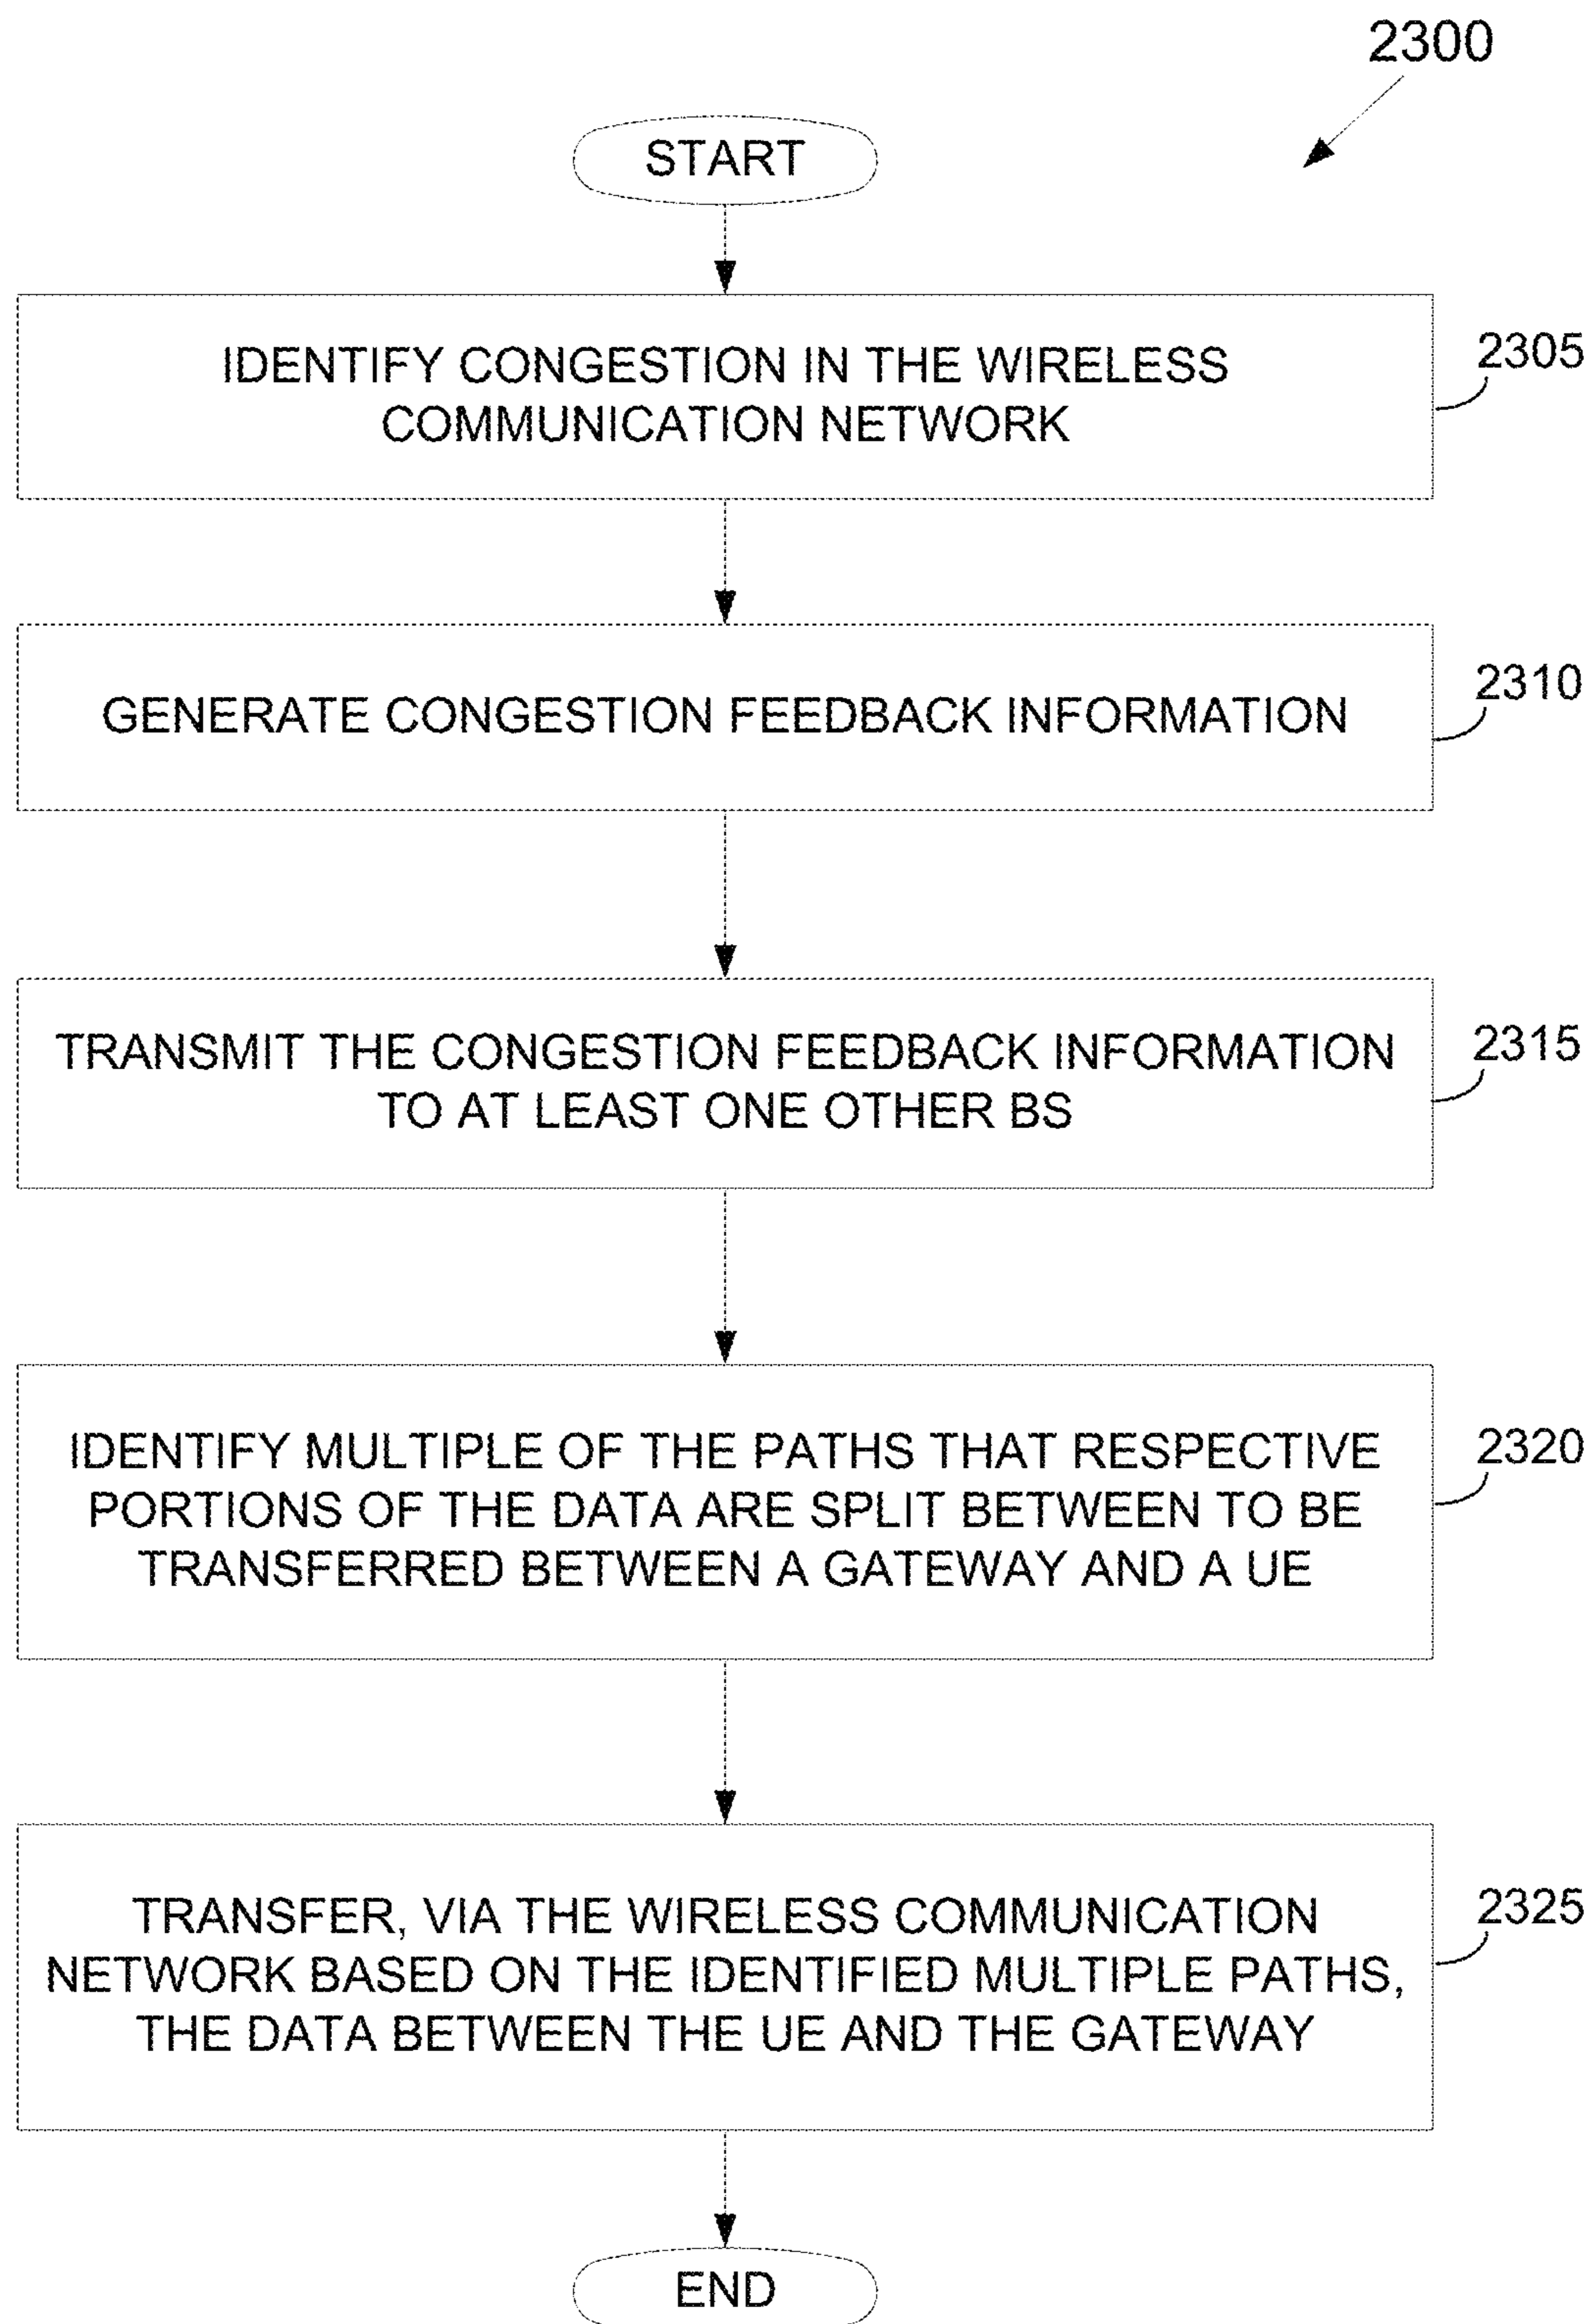 2300
START
IDENTIFY CONGESTION IN THE WIRELESS
COMMUNICATION NETWORK
2305
GENERATE CONGESTION FEEDBACK INFORMATION
2310
TRANSMIT THE CONGESTION FEEDBACK INFORMATION
TO AT LEAST ONE OTHER BS
2315
IDENTIFY MULTIPLE OF THE PATHS THAT RESPECTIVE
PORTIONS OF THE DATA ARE SPLIT BETWEEN TO BE
TRANSFERRED BETWEEN A GATEWAY AND A UE
2320
TRANSFER, VIA THE WIRELESS COMMUNICATION
NETWORK BASED ON THE IDENTIFIED MULTIPLE PATHS,
THE DATA BETWEEN THE UE AND THE GATEWAY
2325
END